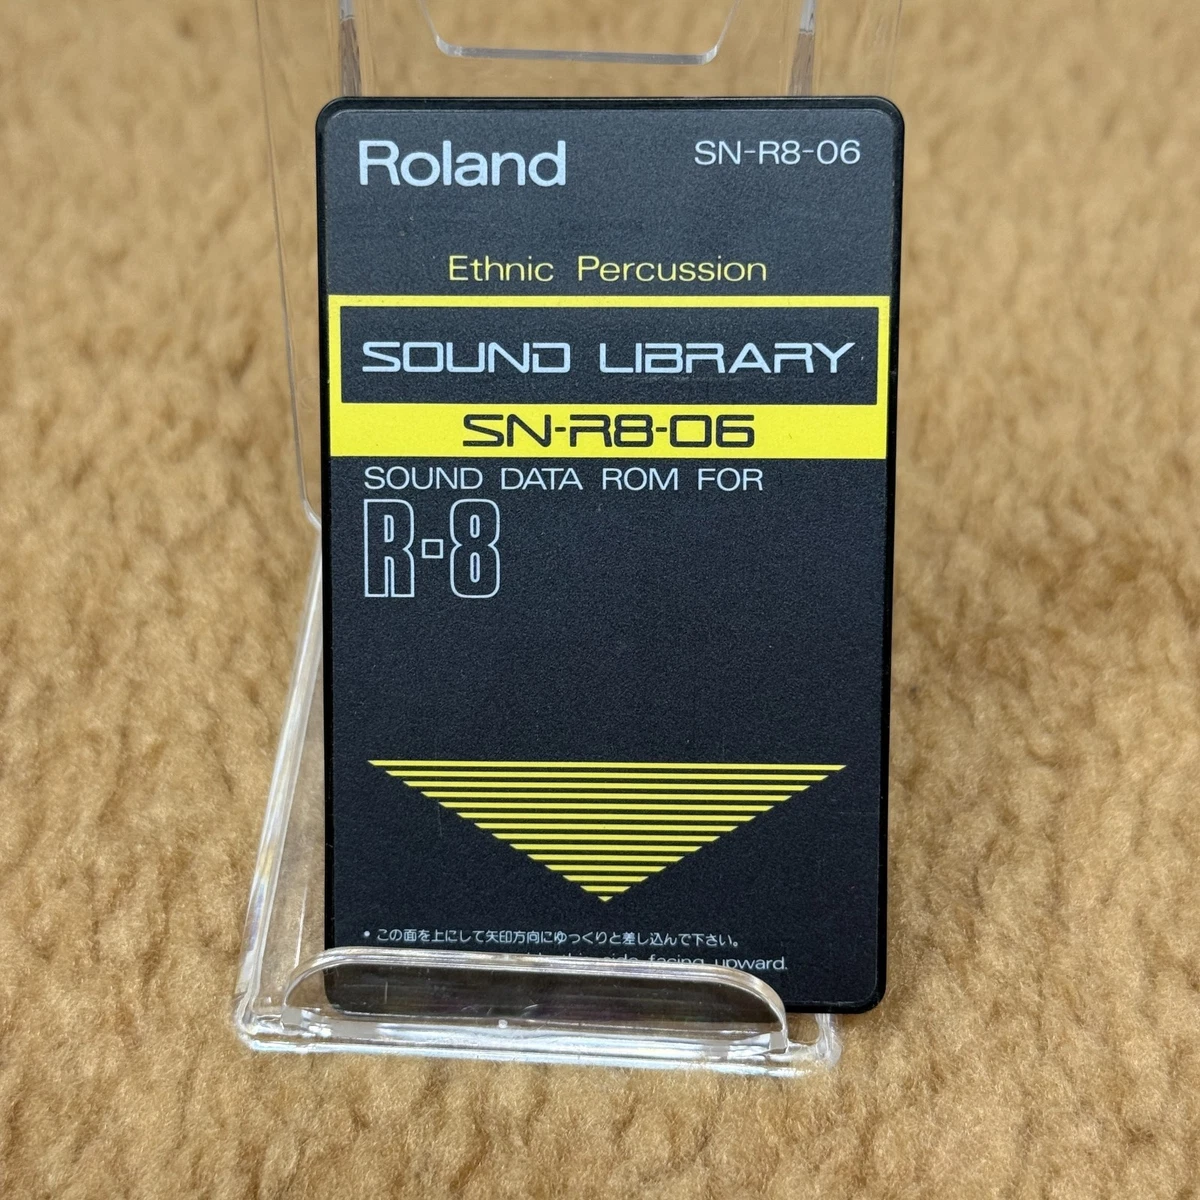 Roland
SN-R8-06
Ethnic Percussion
SOUND LIBRARY
SN-R8-06
SOUND DATA ROM FOR
R-8
• この面を上にして矢印方向にゆっくりと差し込んで下さい。
side facing upward.